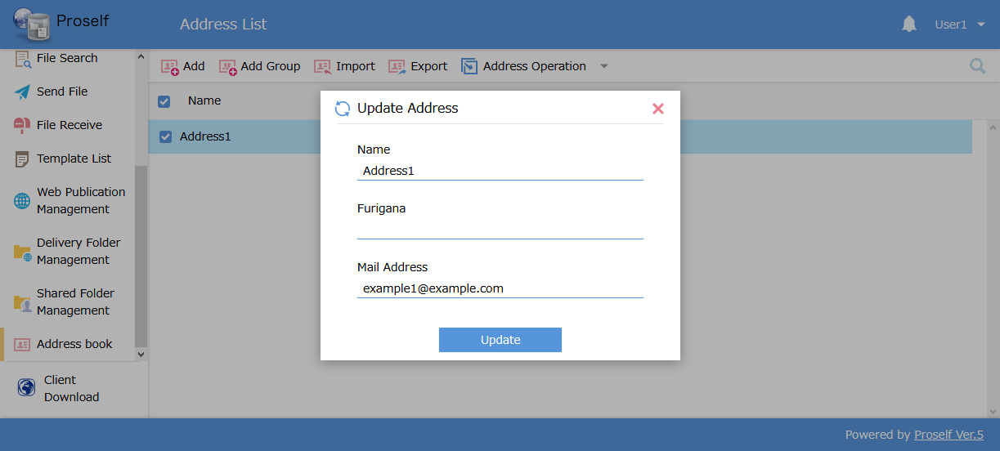 Proself
Address List
User1
File Search
Send File
File Receive
Template List
Web Publication
Management
Delivery Folder
Management
Shared Folder
Management
Address book
Client
Download
Add
Add Group
Import
Export
Address Operation
Name
Address1
Update Address
Name
Address1
Furigana
Mail Address
example1@example.com
Update
Powered by Proself Ver.5